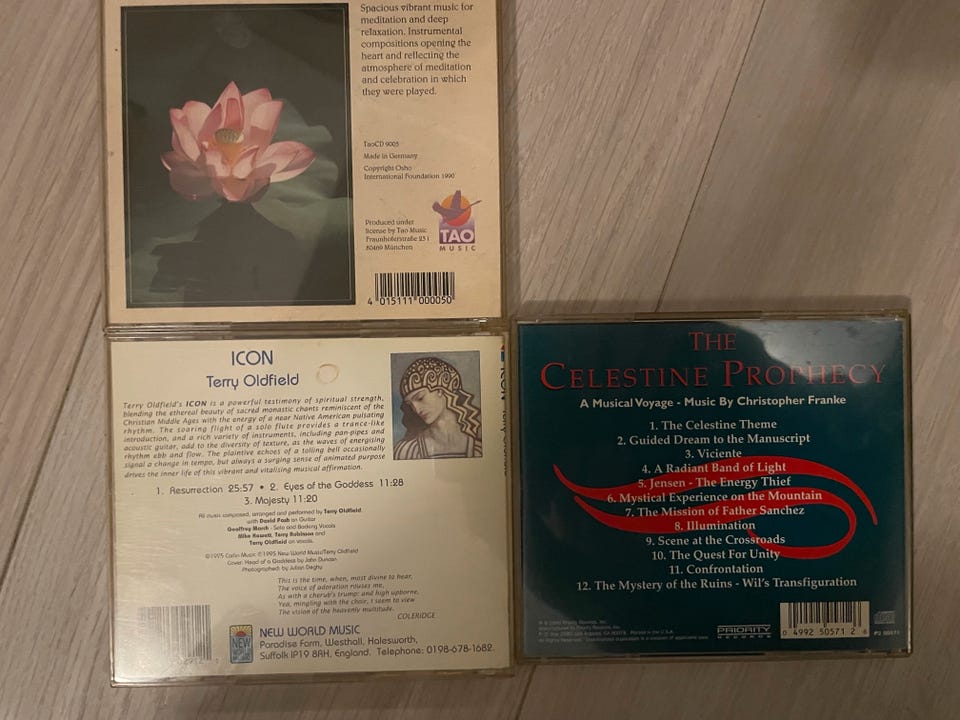 Spacious vibrant music for
meditation and deep
relaxation. Instrumental
compositions opening the
heart and reflecting the
atmosphere of meditation
and celebration in which
they were played.
TaoCD 9005
Made in Germany
Copyright Osho
International Foundation 1990
Produced under
license by Tao Music
Fraunhoferstraße 23 I
80469 München
TAO
MUSIC
4 015111 000050
ICON
Terry Oldfield
Terry Oldfield's ICON is a powerful testimony of spiritual strength,
blending the ethereal beauty of sacred monastic chants reminiscent of the
Christian Middle Ages with the energy of a near Native American pulsating
rhythm. The soaring flight of a solo flute provides a trance-like
introduction, and a rich variety of instruments, including pan-pipes and
acoustic guitar, add to the diversity of texture, as the waves of energising
rhythm ebb and flow. The plaintive echoes of a tolling bell occasionally
signal a change in tempo, but always a surging sense of animated purpose
drives the inner life of this vibrant and vitalising musical affirmation.
1. Resurrection 25:57 • 2. Eyes of the Goddess 11:28
3. Majesty 11:20
All music composed, arranged and performed by Terry Oldfield,
with David Pash on Guitar
Geoffrey Marsh - Solo and Backing Vocals
Mike Howett, Terry Robinson and
Terry Oldfield on vocals.
℗1995 Carlin Music ©1995 New World Music/Terry Oldfield
Cover: Head of a Goddess by John Duncan
Photographed: by Julian Deghy
This is the time, when, most divine to hear,
The voice of adoration rouses me,
As with a cherub's trump: and high upborne,
Yea, mingling with the choir, I seem to view
The vision of the heavenly multitude.
COLERIDGE
NEW WORLD MUSIC
Paradise Farm, Westhall, Halesworth,
Suffolk IP19 8RH, England. Telephone: 0198-678-1682.
NEW
WORLD
MUSIC
ICON
THE
CELESTINE PROPHECY
A Musical Voyage - Music By Christopher Franke
1. The Celestine Theme
2. Guided Dream to the Manuscript
3. Viciente
4. A Radiant Band of Light
5. Jensen - The Energy Thief
6. Mystical Experience on the Mountain
7. The Mission of Father Sanchez
8. Illumination
9. Scene at the Crossroads
10. The Quest For Unity
11. Confrontation
12. The Mystery of the Ruins - Wil's Transfiguration
PRIORITY
RECORDS
0 4992 50571 2 8
P2 50571